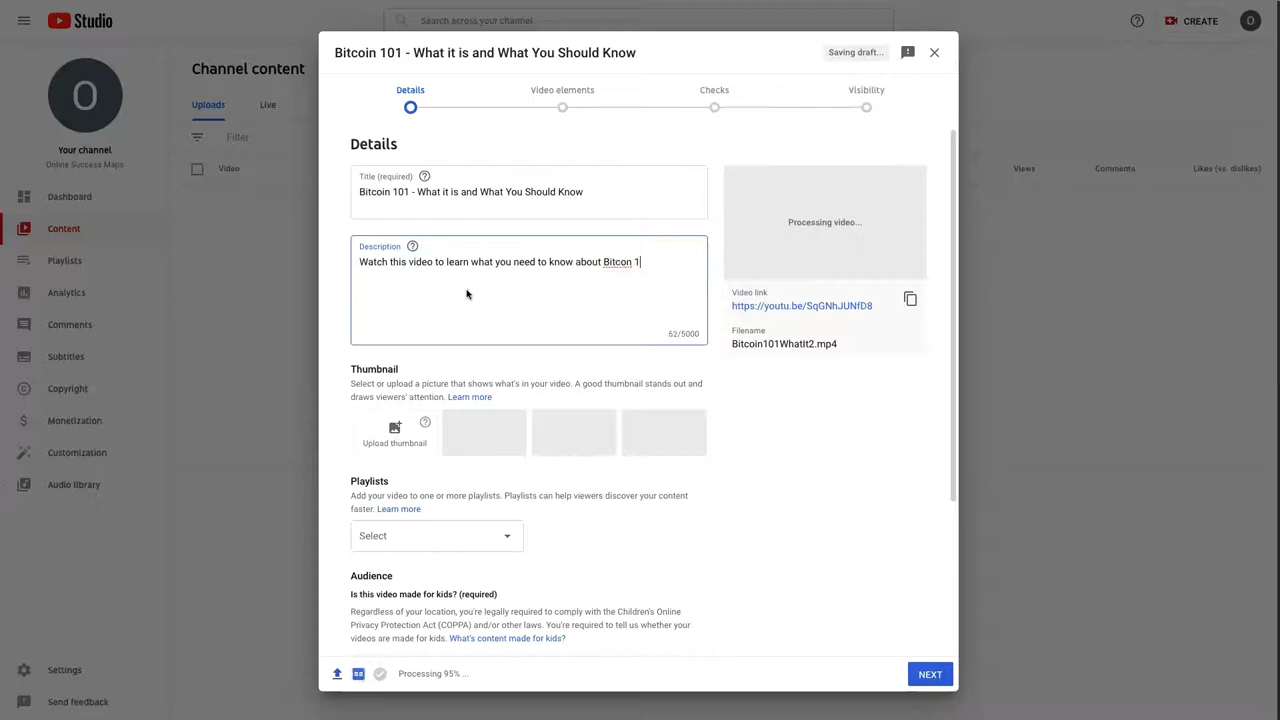 Studio
Search across your channel
CREATE
O
O
Your channel
Online Success Maps
Dashboard
Content
Playlists
Analytics
Comments
Subtitles
Copyright
Monetization
Customization
Audio library
Settings
Send feedback
Channel content
Uploads
Live
Filter
Video
Views
Comments
Likes (vs. dislikes)
Bitcoin 101 - What it is and What You Should Know
Saving draft...
Details
Video elements
Checks
Visibility
Details
Title (required)
Bitcoin 101 - What it is and What You Should Know
Description
Watch this video to learn what you need to know about Bitcon 1
52/5000
Processing video...
Video link
https://youtu.be/SqGNhJUNfD8
Filename
Bitcoin101WhatIt2.mp4
Thumbnail
Select or upload a picture that shows what's in your video. A good thumbnail stands out and
draws viewers' attention. Learn more
Upload thumbnail
Playlists
Add your video to one or more playlists. Playlists can help viewers discover your content
faster. Learn more
Select
Audience
Is this video made for kids? (required)
Regardless of your location, you're legally required to comply with the Children's Online
Privacy Protection Act (COPPA) and/or other laws. You're required to tell us whether your
videos are made for kids. What's content made for kids?
Processing 95% ...
NEXT